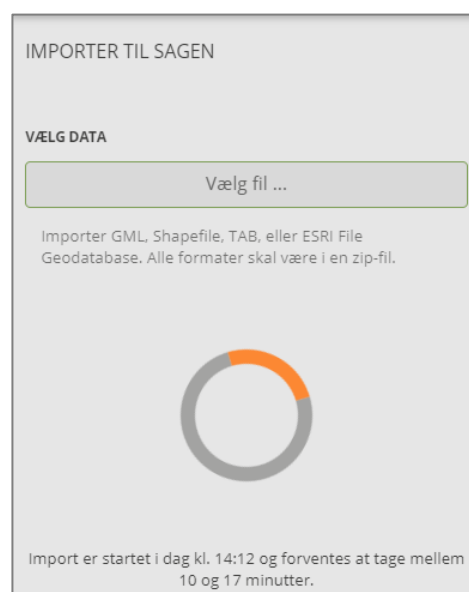 IMPORTER TIL SAGEN
VÆLG DATA
Vælg fil ...
Importer GML, Shapefile, TAB, eller ESRI File
Geodatabase. Alle formater skal være i en zip-fil.
Import er startet i dag kl. 14:12 og forventes at tage mellem
10 og 17 minutter.